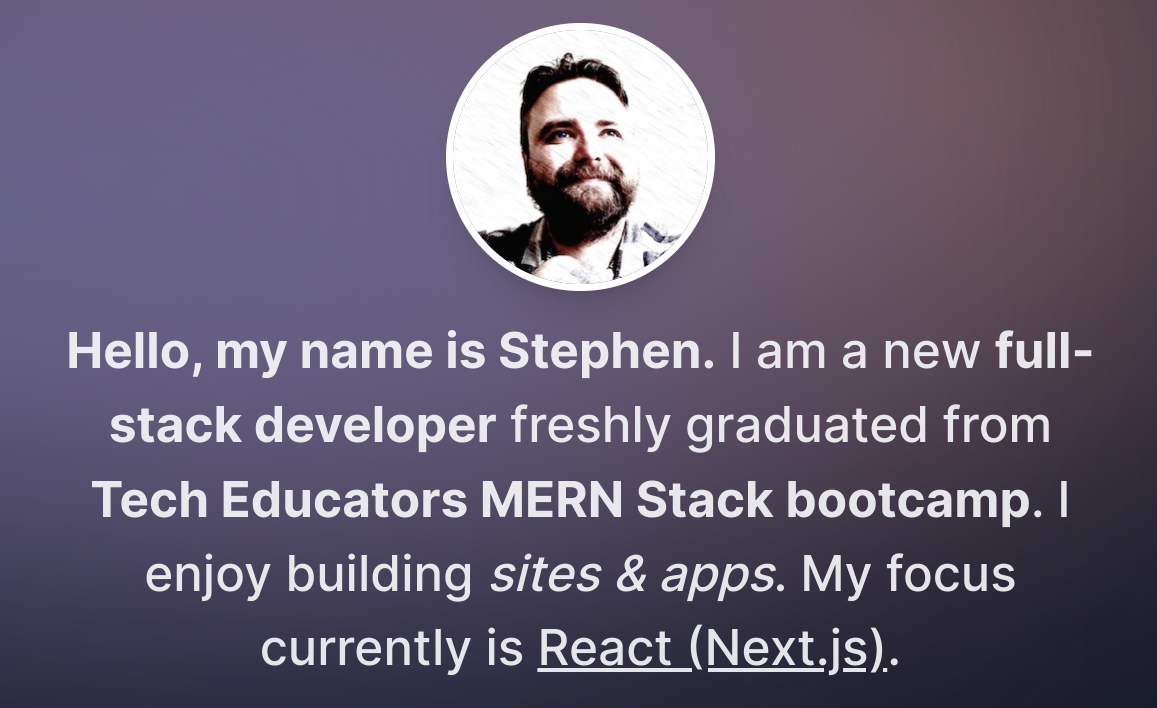 Hello, my name is Stephen. I am a new full-
stack developer freshly graduated from
Tech Educators MERN Stack bootcamp. I
enjoy building sites & apps. My focus
currently is React (Next.js).